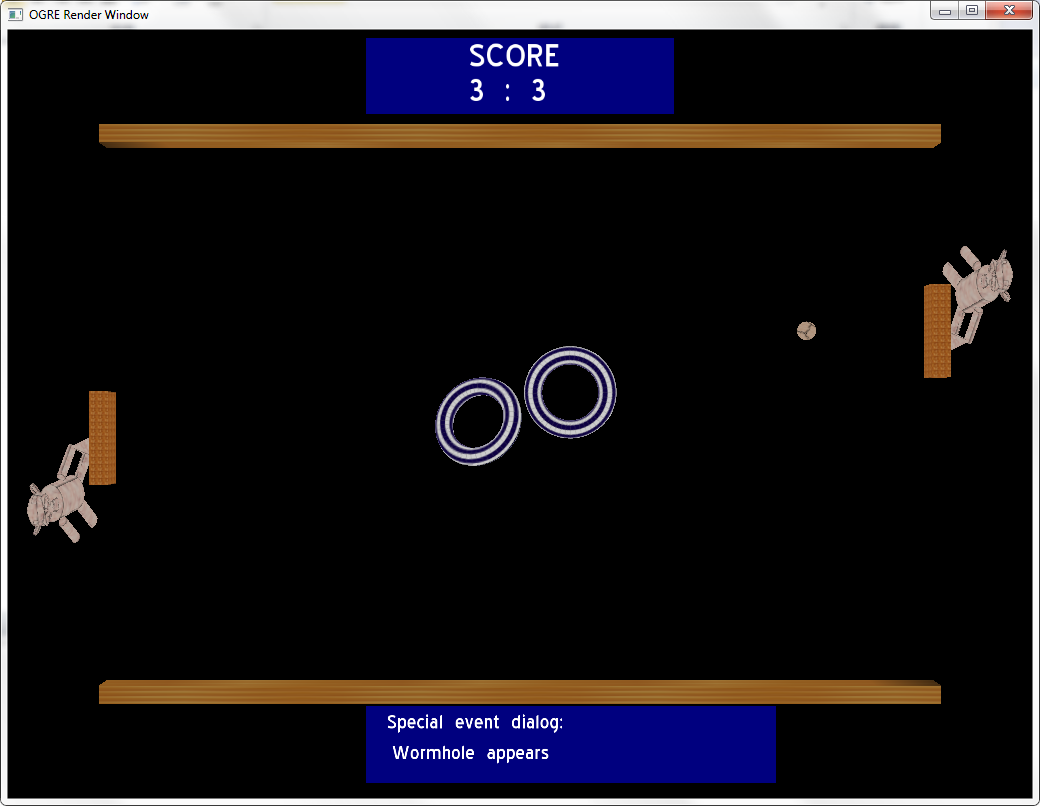 OGRE Render Window
SCORE
3 : 3
Special event dialog:
Wormhole appears